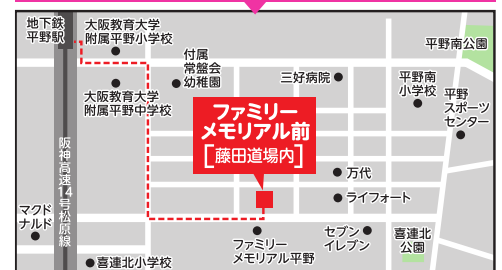 地下鉄
平野駅
大阪教育大学
附属平野小学校
付属
常盤会
幼稚園
大阪教育大学
附属平野中学校
三好病院
平野南公園
平野南
小学校
平野
スポーツ
センター
ファミリー
メモリアル前
[藤田道場内]
阪神高速14号松原線
万代
ライフォート
マクド
ナルド
喜連北小学校
ファミリー
メモリアル平野
セブン
イレブン
喜連北
公園